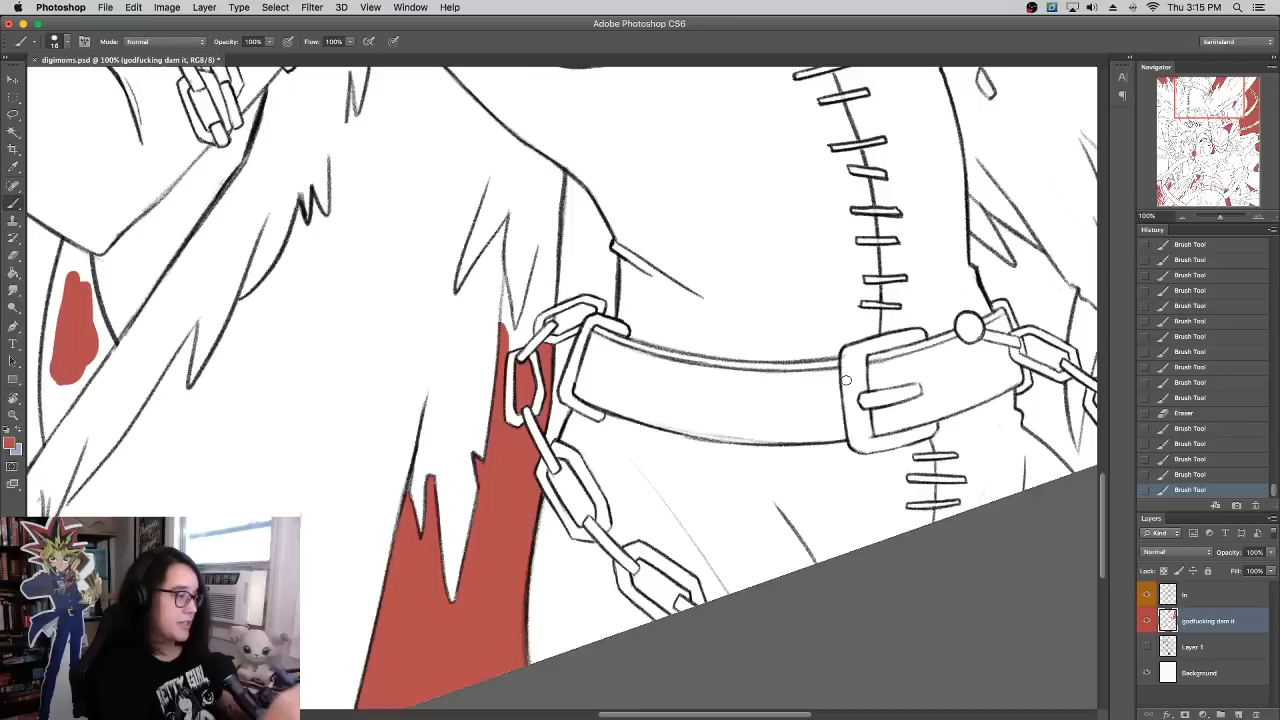 Photoshop File Edit Image Layer Type Select Filter 3D View Window Help
Thu 3:15 PM
Adobe Photoshop CS6
16
Mode: Normal
Opacity: 100%
Flow: 100%
karinaland
digimoms.psd @ 100% (godfucking dam it, RGB/8) *
Navigator
100%
History
Brush Tool
Brush Tool
Brush Tool
Brush Tool
Brush Tool
Brush Tool
Brush Tool
Brush Tool
Brush Tool
Brush Tool
Brush Tool
Eraser
Brush Tool
Brush Tool
Brush Tool
Brush Tool
Brush Tool
Layers
Kind
Normal
Opacity: 100%
Lock:
Fill: 100%
godfucking dam it
Layer 1
Background